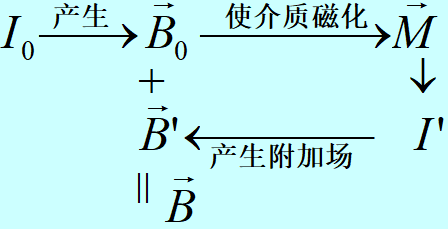 I₀ 产生→ B⃗₀ 使介质磁化→ M⃗
+ ↓
B⃗' ←产生附加场 I'
|| B⃗